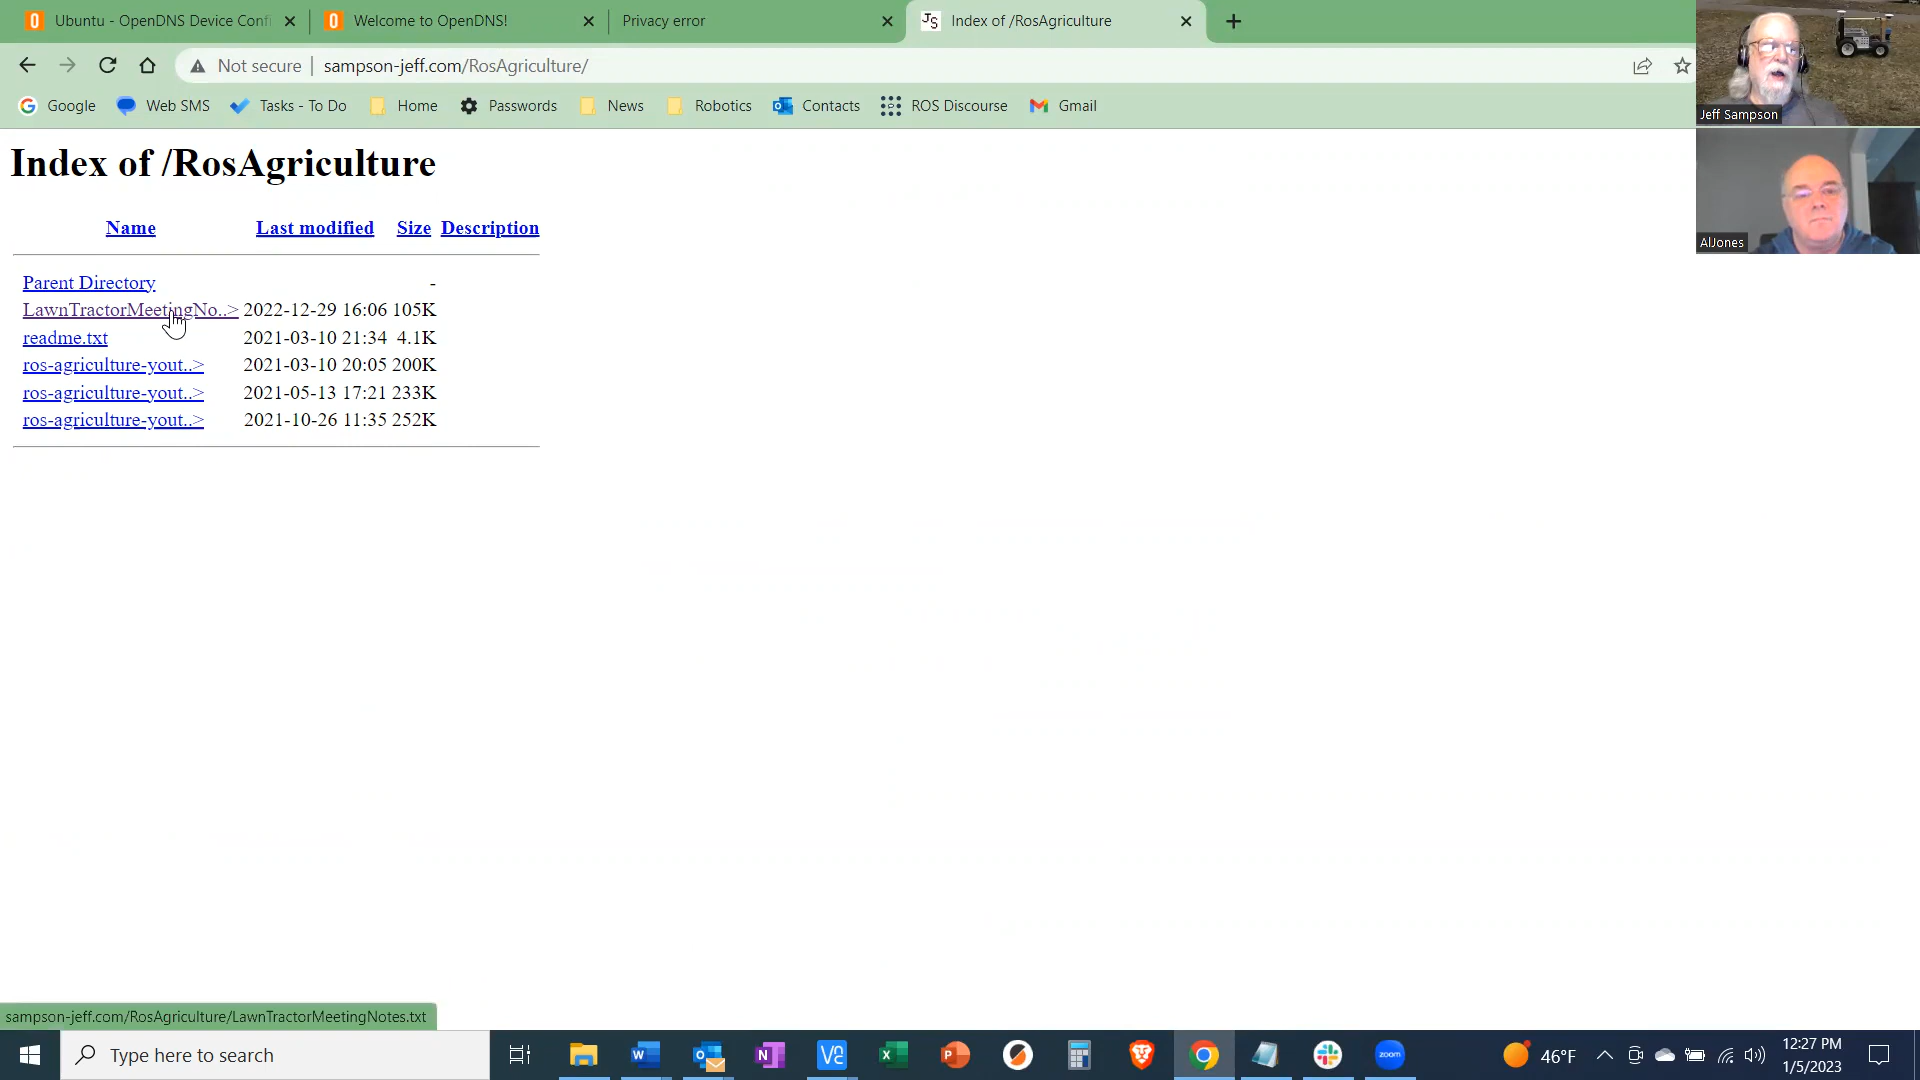 Ubuntu - OpenDNS Device Confi
Welcome to OpenDNS!
Privacy error
Index of /RosAgriculture
Not secure
sampson-jeff.com/RosAgriculture/
Google
Web SMS
Tasks - To Do
Home
Passwords
News
Robotics
Contacts
ROS Discourse
Gmail
Jeff Sampson
AlJones
Index of /RosAgriculture
Name Last modified Size Description
Parent Directory -
LawnTractorMeetingNo..> 2022-12-29 16:06 105K
readme.txt 2021-03-10 21:34 4.1K
ros-agriculture-yout..> 2021-03-10 20:05 200K
ros-agriculture-yout..> 2021-05-13 17:21 233K
ros-agriculture-yout..> 2021-10-26 11:35 252K
sampson-jeff.com/RosAgriculture/LawnTractorMeetingNotes.txt
Type here to search
zoom
46°F
12:27 PM
1/5/2023